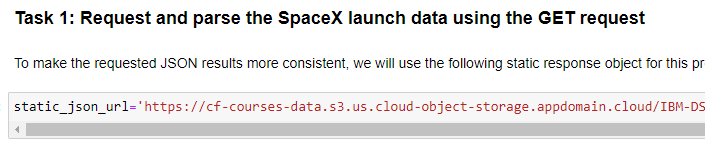 Task 1: Request and parse the SpaceX launch data using the GET request
To make the requested JSON results more consistent, we will use the following static response object for this pr
static_json_url='https://cf-courses-data.s3.us.cloud-object-storage.appdomain.cloud/IBM-DS